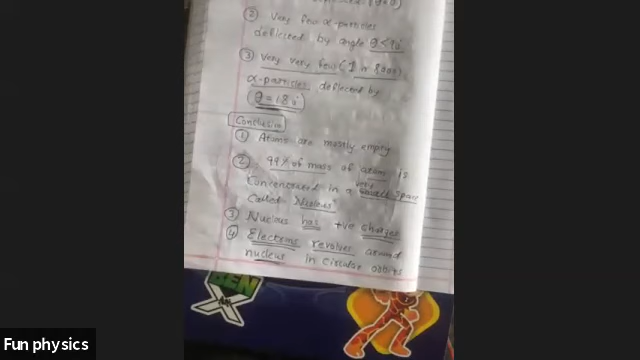 ② Very few α-particles
deflected by angle θ < 90°
③ Very very few (1 in 8000)
α-particles deflected by
θ = 180°
Conclusion
① Atoms are mostly empty
② 99% of mass of atom is
concentrated in a very small space
called Nucleus
③ Nucleus has +ve charges
④ Electrons revolves around
nucleus in circular orbits
BEN
Fun physics